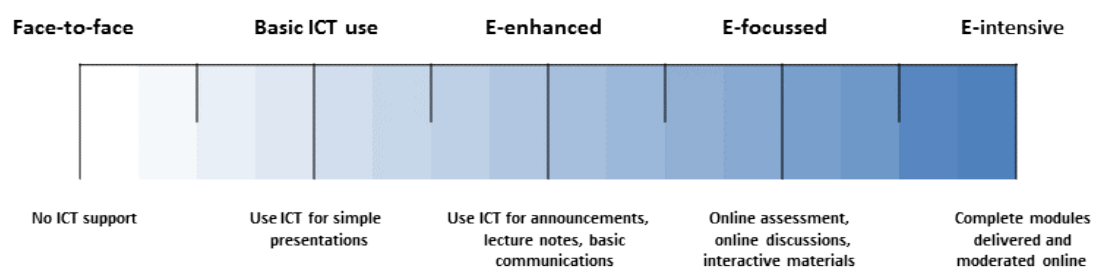 Face-to-face
Basic ICT use
E-enhanced
E-focussed
E-intensive
No ICT support
Use ICT for simple
presentations
Use ICT for announcements,
lecture notes, basic
communications
Online assessment,
online discussions,
interactive materials
Complete modules
delivered and
moderated online